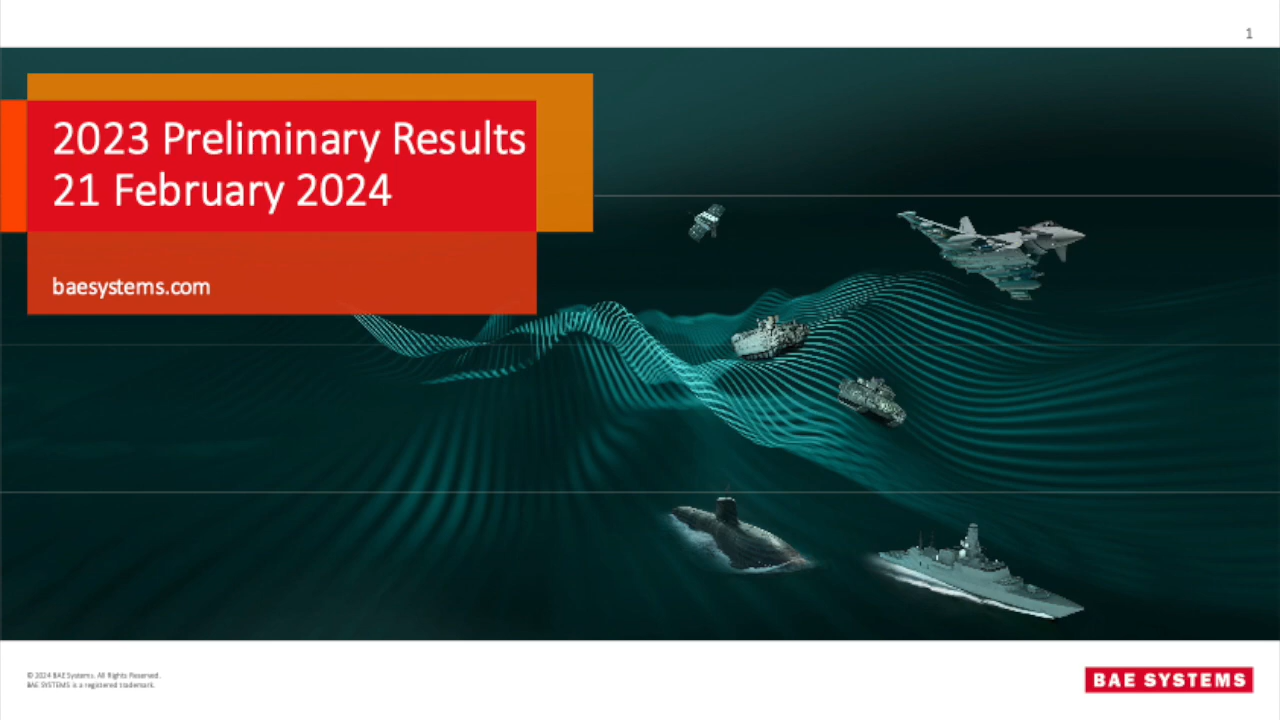 1
2023 Preliminary Results
21 February 2024
baesystems.com
© 2024 BAE Systems. All Rights Reserved.
BAE SYSTEMS is a registered trademark.
BAE SYSTEMS